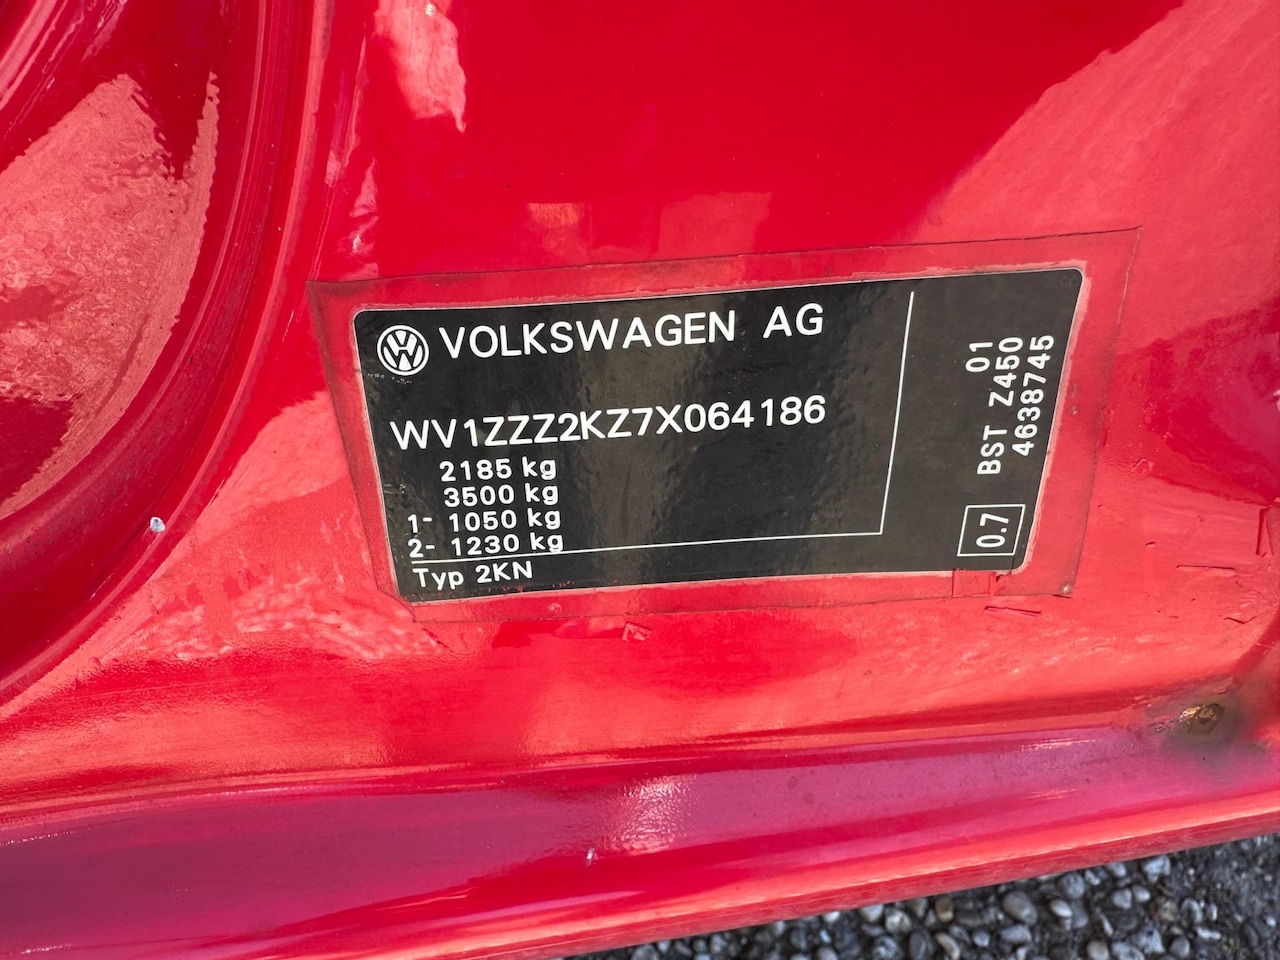 VOLKSWAGEN AG
WV1ZZZ2KZ7X064186
2185 kg
3500 kg
1- 1050 kg
2- 1230 kg
Typ 2KN
01
BST Z450
4638745
0.7